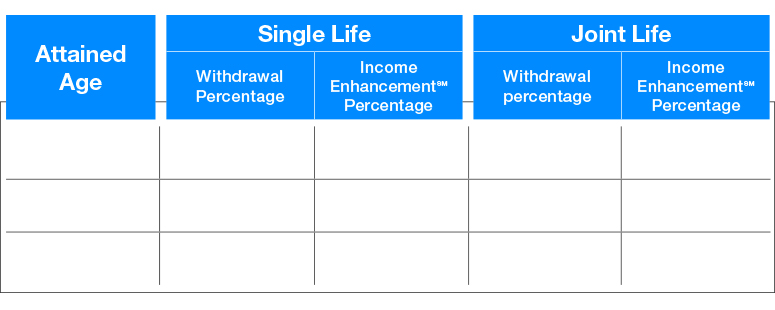 Attained
Age
Single Life
Joint Life
Withdrawal
Percentage
Income
Enhancement℠
Percentage
Withdrawal
percentage
Income
Enhancement℠
Percentage